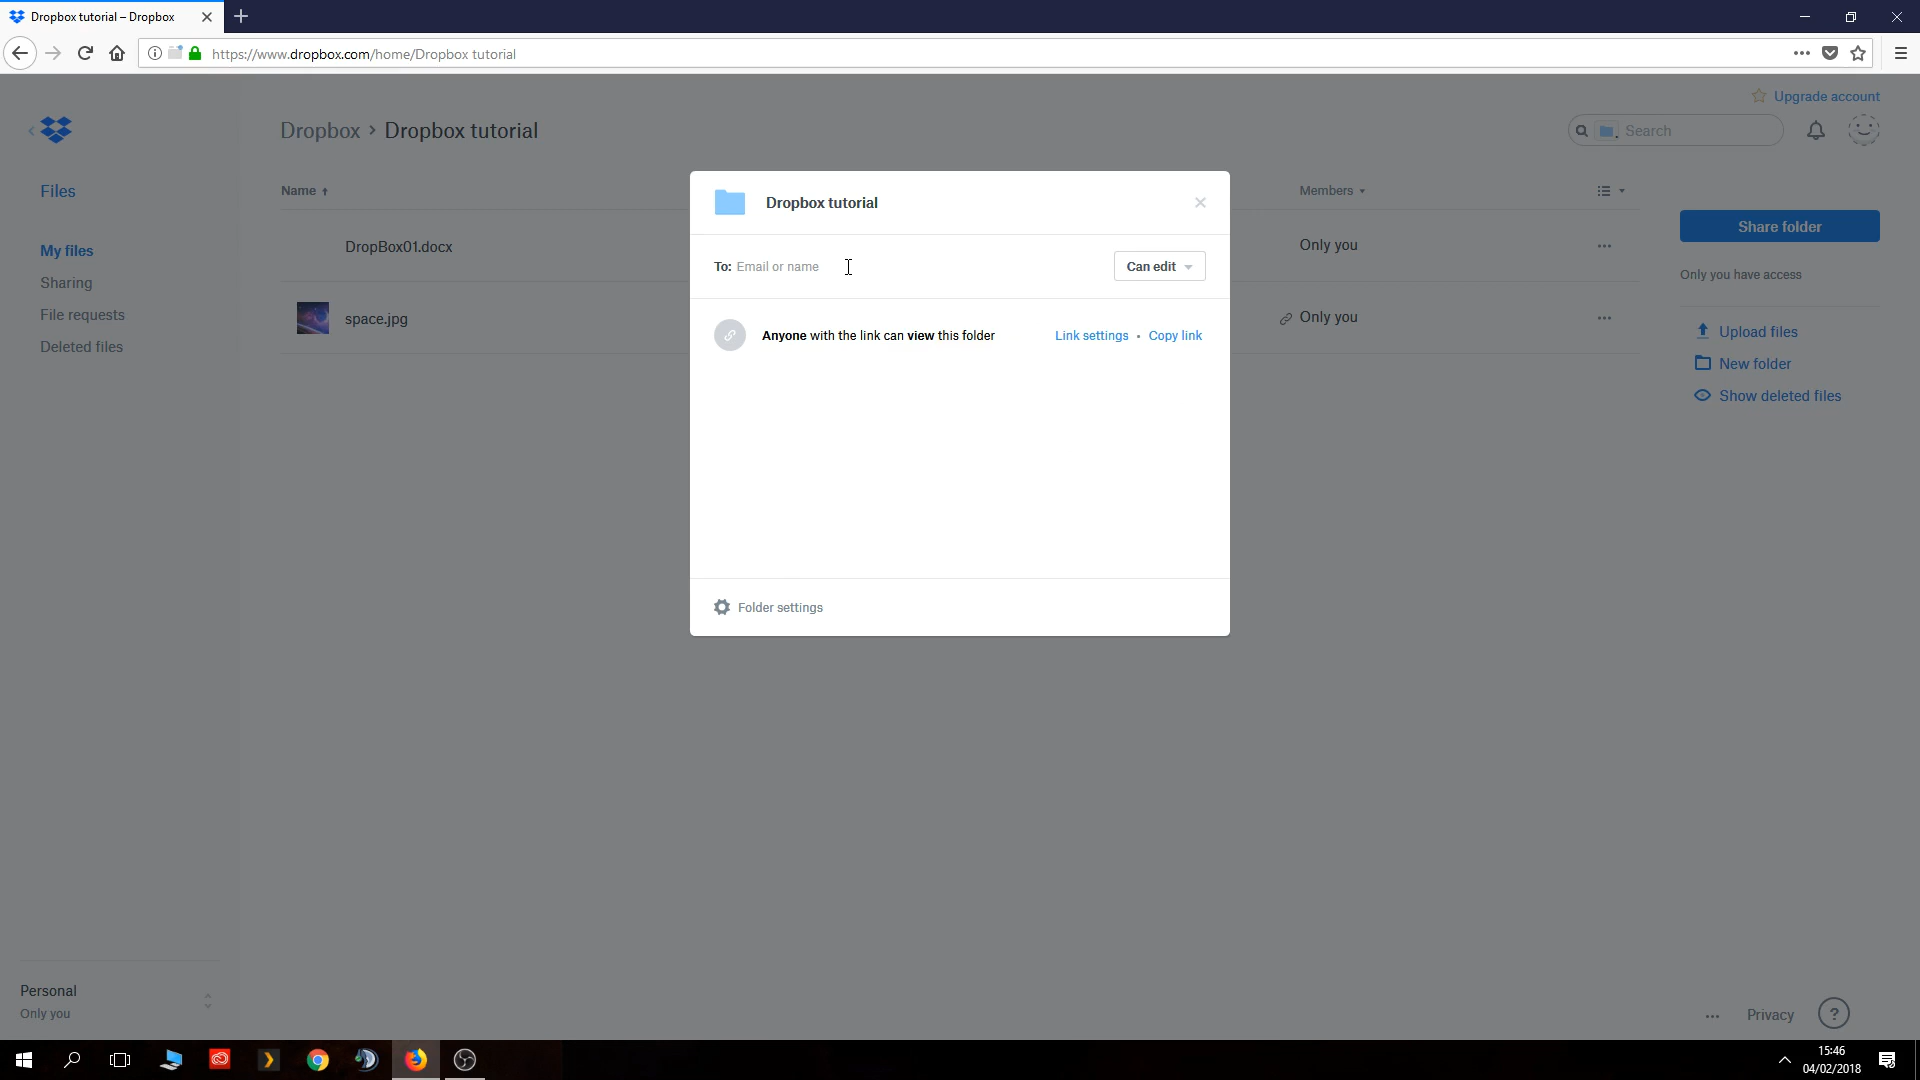 Dropbox tutorial – Dropbox
https://www.dropbox.com/home/Dropbox tutorial
Upgrade account
Dropbox › Dropbox tutorial
Search
Files
My files
Sharing
File requests
Deleted files
Name
Members
DropBox01.docx
Only you
space.jpg
Only you
Dropbox tutorial
To: Email or name
Can edit
Anyone with the link can view this folder
Link settings • Copy link
Folder settings
Share folder
Only you have access
Upload files
New folder
Show deleted files
Personal
Only you
Privacy
?
15:46
04/02/2018